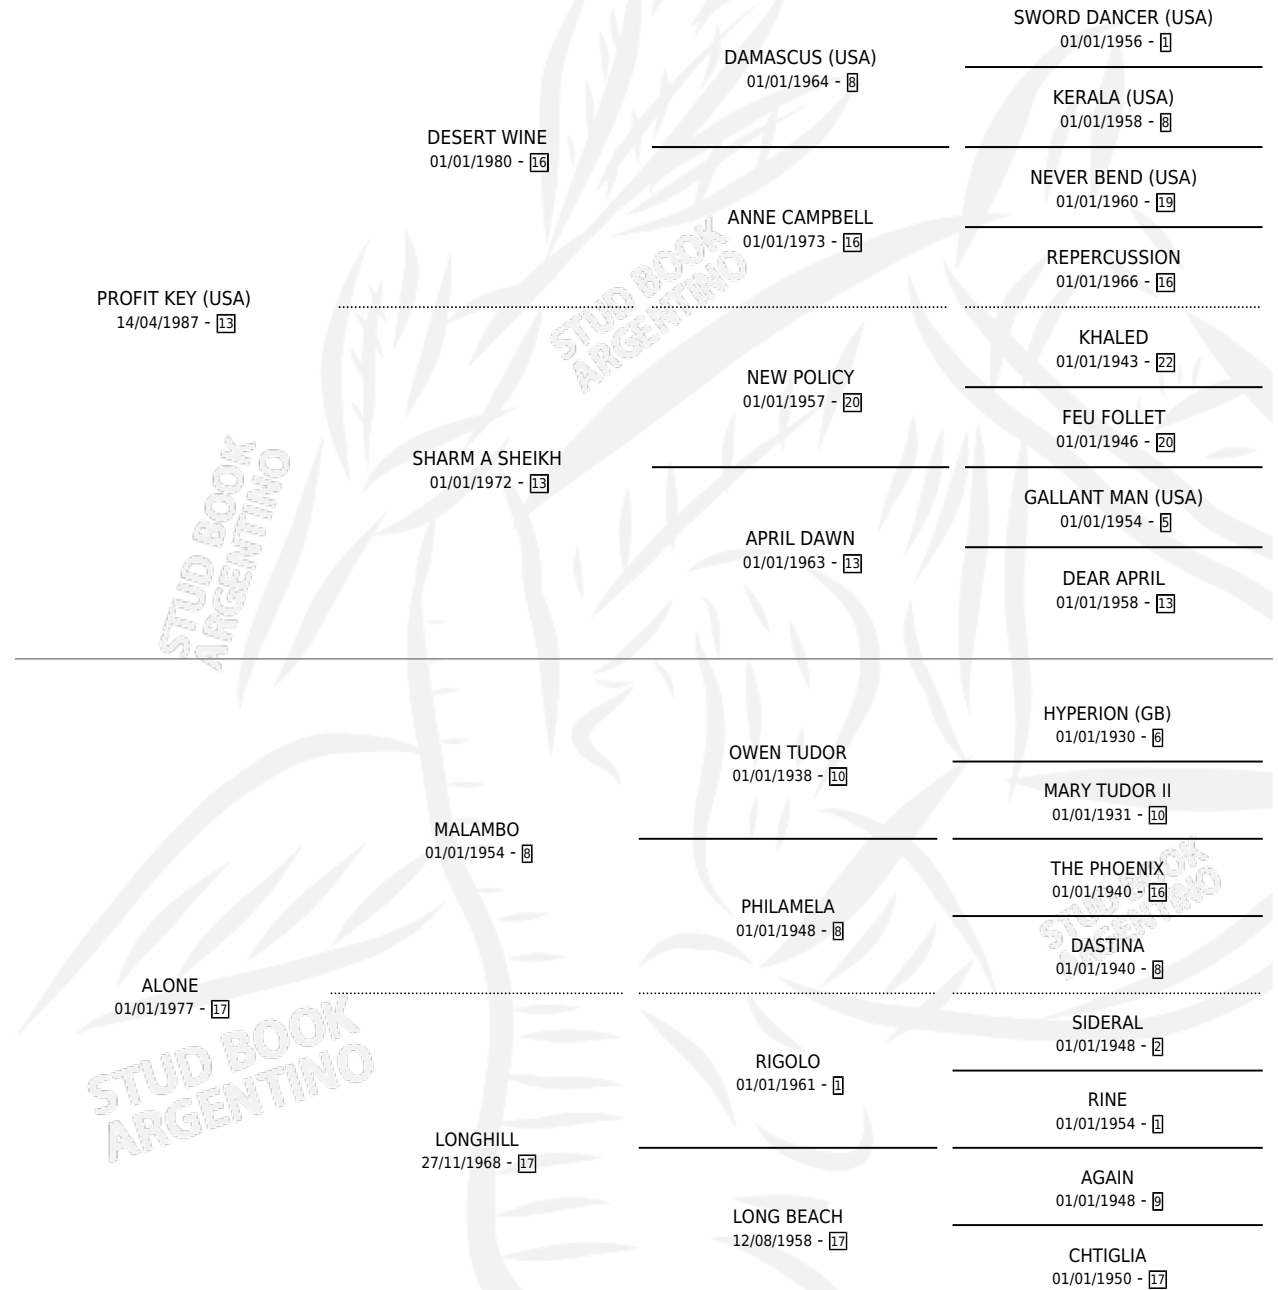 SWORD DANCER (USA)
01/01/1956 - 1
DAMASCUS (USA)
01/01/1964 - 8
KERALA (USA)
01/01/1958 - 8
DESERT WINE
01/01/1980 - 16
NEVER BEND (USA)
01/01/1960 - 19
ANNE CAMPBELL
01/01/1973 - 16
REPERCUSSION
01/01/1966 - 16
PROFIT KEY (USA)
14/04/1987 - 13
KHALED
01/01/1943 - 22
NEW POLICY
01/01/1957 - 20
FEU FOLLET
01/01/1946 - 20
SHARM A SHEIKH
01/01/1972 - 13
GALLANT MAN (USA)
01/01/1954 - 5
APRIL DAWN
01/01/1963 - 13
DEAR APRIL
01/01/1958 - 13
HYPERION (GB)
01/01/1930 - 6
OWEN TUDOR
01/01/1938 - 10
MARY TUDOR II
01/01/1931 - 10
MALAMBO
01/01/1954 - 8
THE PHOENIX
01/01/1940 - 16
PHILAMELA
01/01/1948 - 8
DASTINA
01/01/1940 - 8
ALONE
01/01/1977 - 17
SIDERAL
01/01/1948 - 2
RIGOLO
01/01/1961 - 1
RINE
01/01/1954 - 1
LONGHILL
27/11/1968 - 17
AGAIN
01/01/1948 - 9
LONG BEACH
12/08/1958 - 17
CHTIGLIA
01/01/1950 - 17
STUD BOOK
ARGENTINO
STUD BOOK
ARGENTINO
STUD BOOK
ARGENTINO
STUD BOOK
ARGENTINO